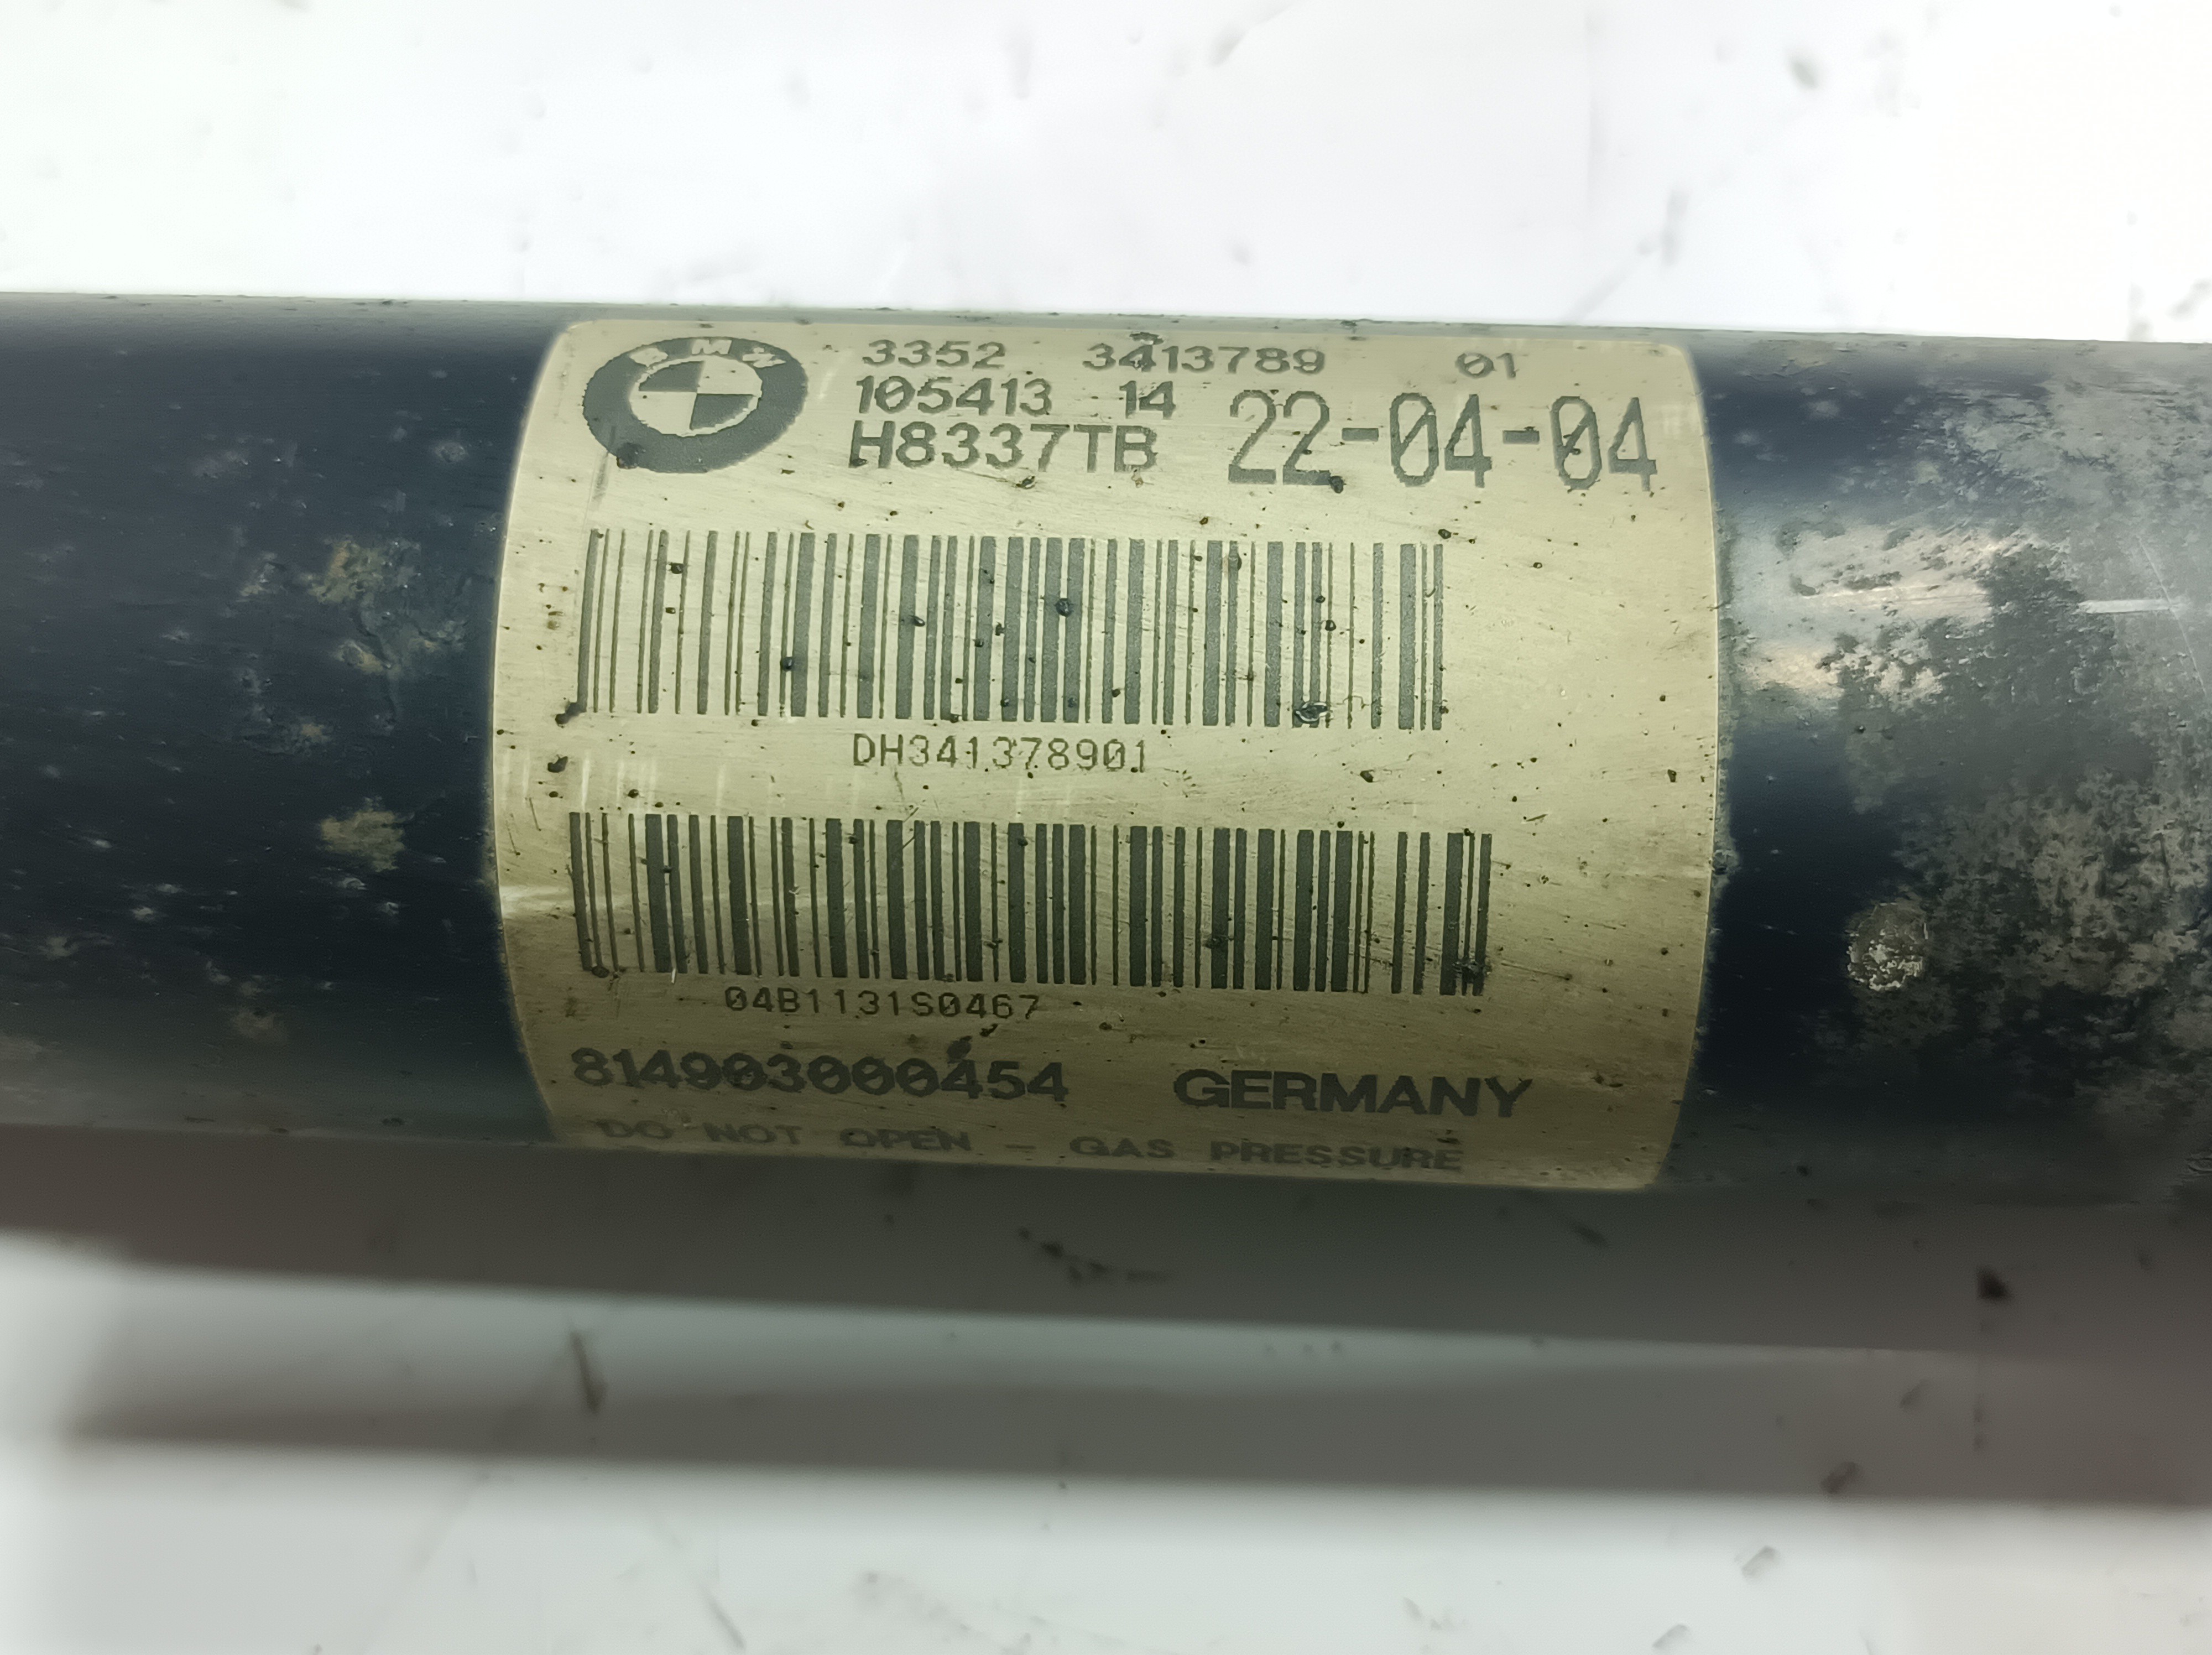 BMW
3352 3413789 01
105413 14
H8337TB 22-04-04
DH341378901
04B1131S0467
814903000454 GERMANY
DO NOT OPEN - GAS PRESSURE